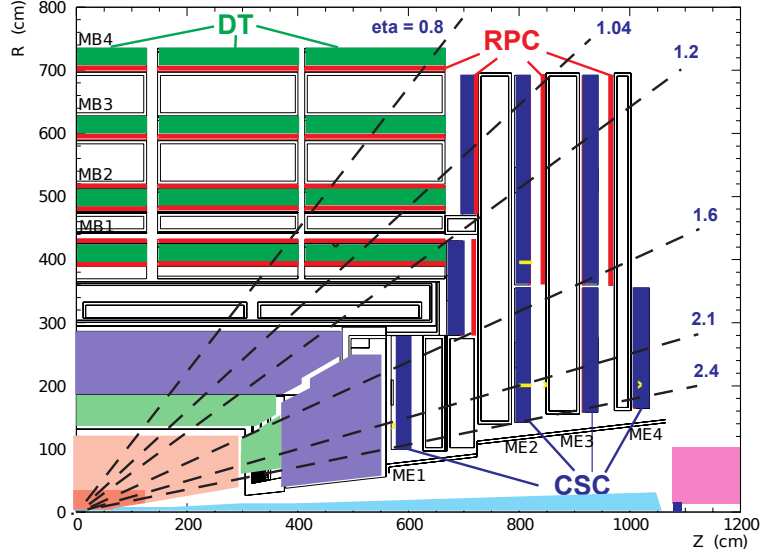 R (cm)
800
700
600
500
400
300
200
100
0
MB4
MB3
MB2
MB1
DT
eta = 0.8
RPC
1.04
1.2
1.6
2.1
2.4
ME1
ME2
ME3
ME4
CSC
0
200
400
600
800
1000
1200
Z (cm)